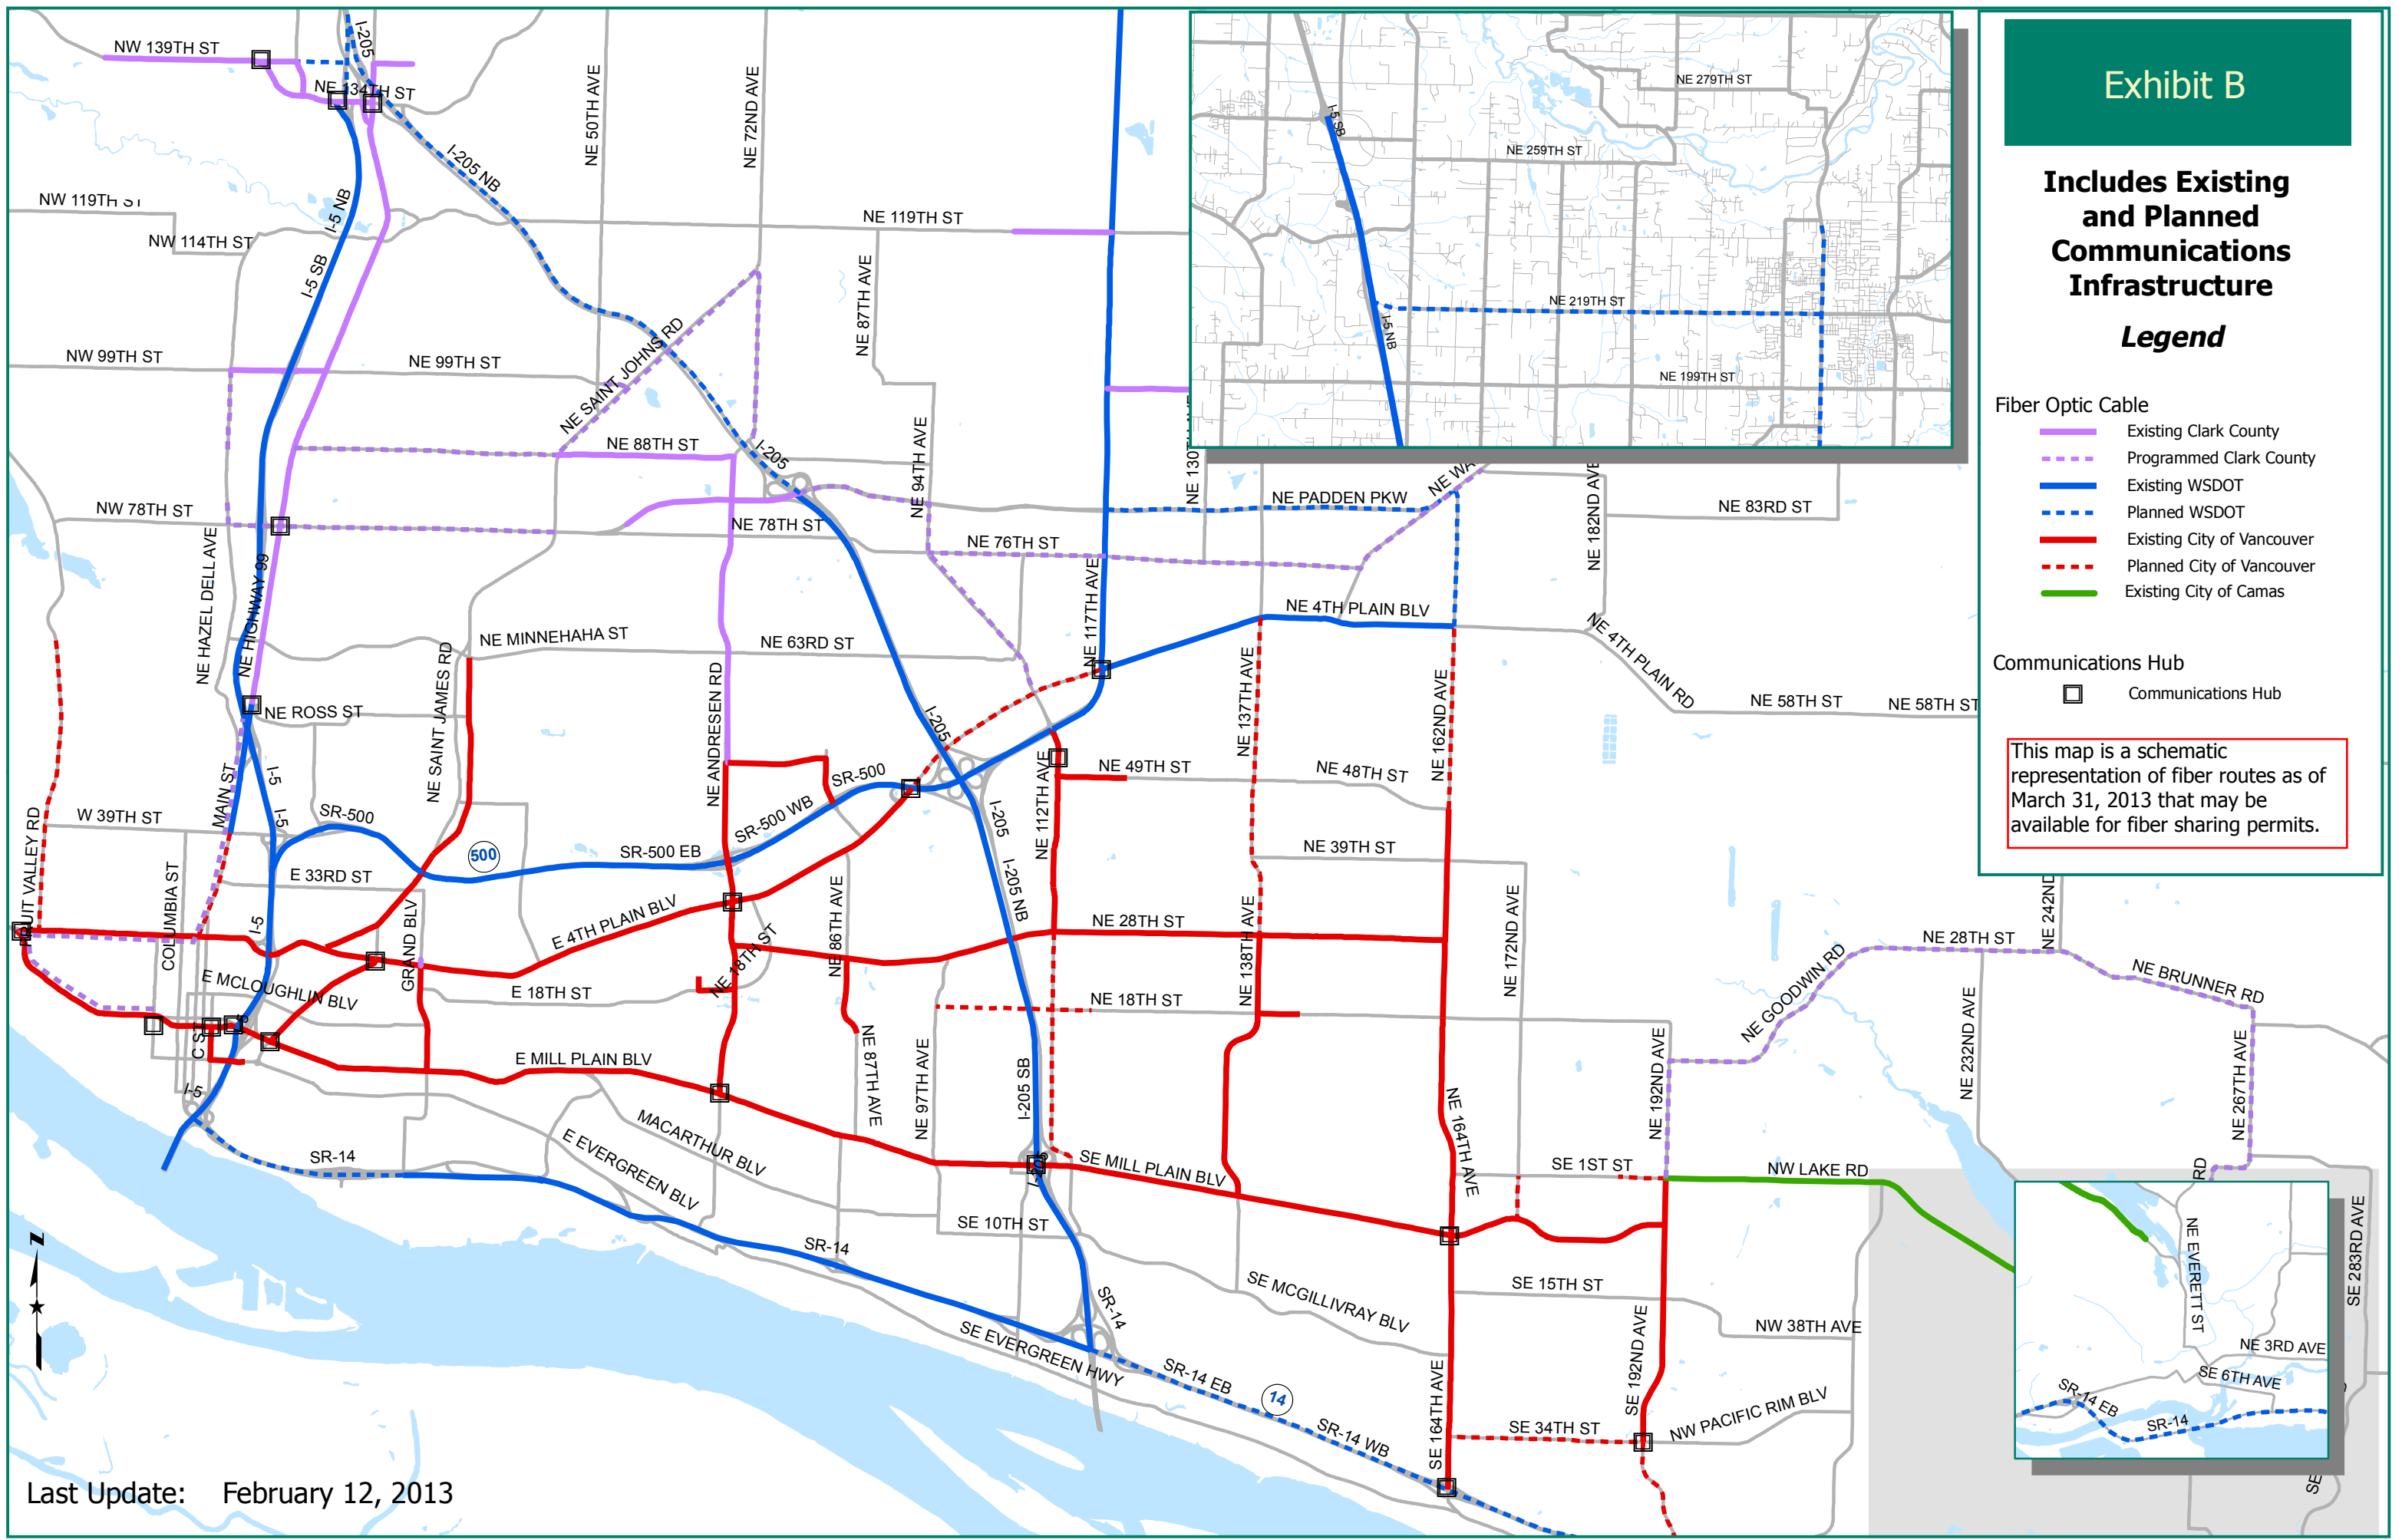 NW 139TH ST
I-205
NE 134TH ST
NE 50TH AVE
NE 72ND AVE
I-205 NB
I-5 NB
NW 119TH ST
NE 119TH ST
NW 114TH ST
I-5 SB
NE 87TH AVE
NW 99TH ST
NE 99TH ST
NE SAINT JOHNS RD
NE 88TH ST
I-205
NE 94TH AVE
NE 130TH AVE
NW 78TH ST
NE 78TH ST
NE PADDEN PKW
NE WA
NE 182ND AVE
NE 83RD ST
NE 76TH ST
NE HAZEL DELL AVE
NE HIGHWAY 99
NE 117TH AVE
NE 4TH PLAIN BLV
NE MINNEHAHA ST
NE 63RD ST
NE 4TH PLAIN RD
NE SAINT JAMES RD
NE ANDRESEN RD
NE 137TH AVE
NE 162ND AVE
NE ROSS ST
NE 58TH ST
NE 58TH ST
I-205
MAIN ST
I-5
I-5
SR-500
SR-500 WB
SR-500
NE 112TH AVE
NE 49TH ST
NE 48TH ST
FRUIT VALLEY RD
W 39TH ST
500
SR-500 EB
I-205
NE 39TH ST
COLUMBIA ST
E 33RD ST
I-5
GRAND BLV
E 4TH PLAIN BLV
NE 86TH AVE
I-205 NB
NE 28TH ST
NE 138TH AVE
NE 172ND AVE
NE 242ND
NE 28TH ST
NE GOODWIN RD
NE BRUNNER RD
E MCLOUGHLIN BLV
E 18TH ST
NE 18TH ST
NE 18TH ST
NE 232ND AVE
NE 192ND AVE
NE 267TH AVE
C ST
I-5
E MILL PLAIN BLV
NE 87TH AVE
NE 97TH AVE
I-205 SB
NE 164TH AVE
MACARTHUR BLV
E EVERGREEN BLV
SR-14
I-205
SE MILL PLAIN BLV
SE 1ST ST
NW LAKE RD
RD
SE 10TH ST
SR-14
SE MCGILLIVRAY BLV
SE 15TH ST
NW 38TH AVE
SR-14
SE EVERGREEN HWY
SR-14 EB
14
SR-14 WB
SE 164TH AVE
SE 192ND AVE
SE 34TH ST
NW PACIFIC RIM BLV
SE 283RD AVE
SE
Z
Last Update: February 12, 2013
NE 279TH ST
I-5 SB
NE 259TH ST
NE 219TH ST
I-5 NB
NE 199TH ST
NE EVERETT ST
NE 3RD AVE
SE 6TH AVE
SR-14 EB
SR-14
Exhibit B
Includes Existing
and Planned
Communications
Infrastructure
Legend
Fiber Optic Cable
Existing Clark County
Programmed Clark County
Existing WSDOT
Planned WSDOT
Existing City of Vancouver
Planned City of Vancouver
Existing City of Camas
Communications Hub
Communications Hub
This map is a schematic
representation of fiber routes as of
March 31, 2013 that may be
available for fiber sharing permits.